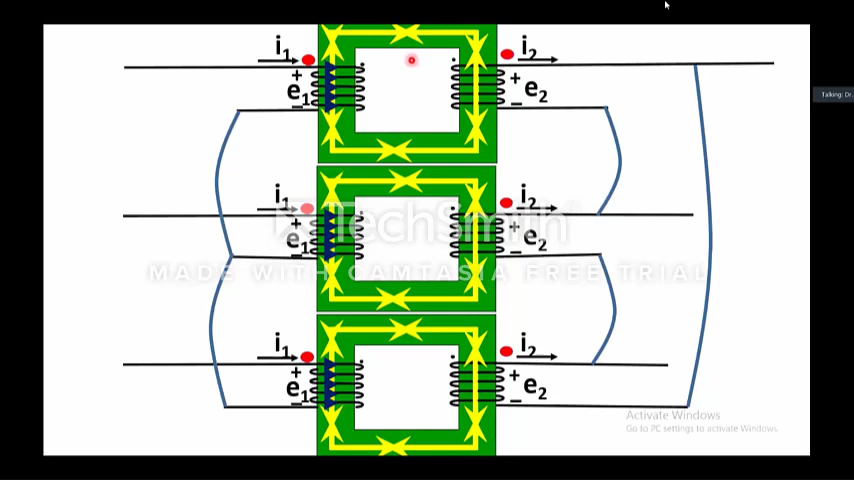 i1 i2
+ +
e1 e2
− −
Talking: Dr.
i1 i2
TechSmith
+ +
e1 e2
− −
MADE WITH CAMTASIA FREE TRIAL
i1 i2
+ +
e1 e2
− −
Activate Windows
Go to PC settings to activate Windows.